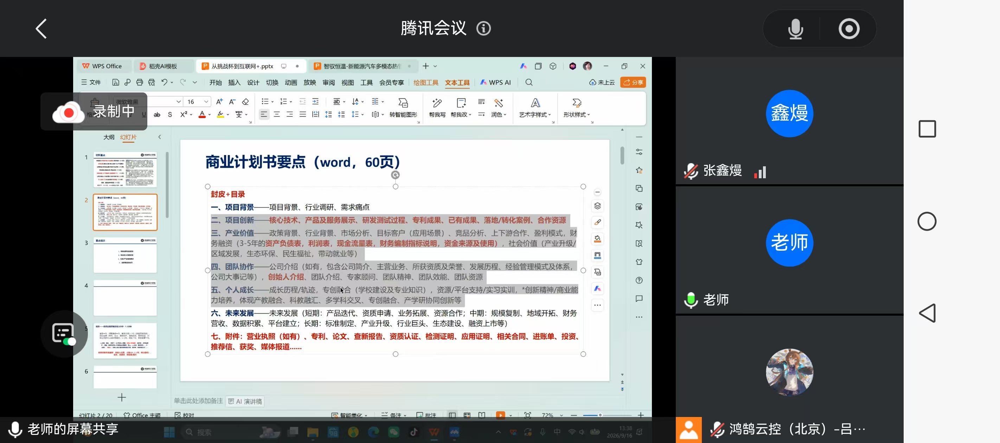 腾讯会议
WPS Office
稻壳AI模板
从挑战杯到互联网+.pptx
智驭恒温-新能源汽车多模态热
文件
开始 插入 设计 切换 动画 放映 审阅 视图 工具 会员专享 绘图工具 文本工具 WPS AI
未上云
分享
微软雅黑
16
录制中
转智能图形
帮我写
帮我改
润色
艺术字样式
形状样式
大纲
幻灯片
1
材料重点
2
商业计划书要点（word，60页）
3
重点提示
4
5
6
商业计划书要点（word，60页）
封皮+目录
一、项目背景——项目背景、行业调研、需求痛点
二、项目创新——核心技术、产品及服务展示、研发测试过程、专利成果、已有成果、落地/转化案例、合作资源
三、产业价值——政策背景、行业背景、市场分析、目标客户（应用场景）、竞品分析、上下游合作、盈利模式，财
务融资（3-5年的资产负债表，利润表，现金流量表，财务编制指标说明，资金来源及使用），社会价值（产业升级/
区域发展，生态环保、民生福祉，带动就业等）
四、团队协作——公司介绍（如有，包含公司简介、主营业务、所获资质及荣誉、发展历程、经验管理模式及体系，
公司大事记等），创始人介绍、团队介绍、专家顾问、团队精神、团队效能、团队资源
五、个人成长——成长历程/轨迹，专创融合（学校建设及专业知识），资源/平台支持/实习实训，*创新精神/商业能
力培养，体现产教融合、科教融汇、多学科交叉、专创融合、产学研协同创新等
六、未来发展——未来发展（短期：产品迭代、资质申请、业务拓展、资源合作；中期：规模复制、地域开拓、财务
营收、数据积累、平台建立；长期：标准制定、产业升级、行业巨头、生态建设、融资上市等）
七、附件：营业执照（如有）、专利、论文、查新报告、资质认证、检测证明、应用证明、相关合同、进账单、投资、
推荐信、获奖、媒体报道......
单击此处添加备注
AI 演讲稿
幻灯片 2 / 20
Office 主题
校对
智能美化
备注
批注
72%
老师的屏幕共享
搜索
中
13:38
2026/9/16
鑫熳
张鑫熳
老师
老师
鸿鹄云控（北京）-吕…